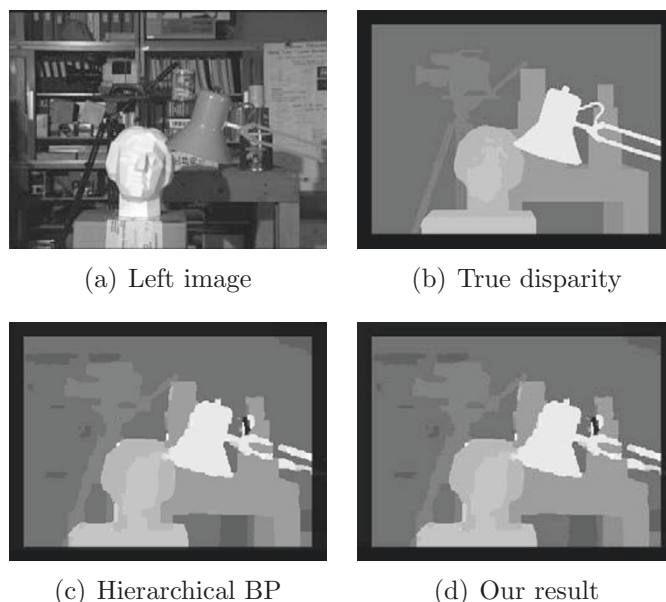 (a) Left image
(b) True disparity
(c) Hierarchical BP
(d) Our result